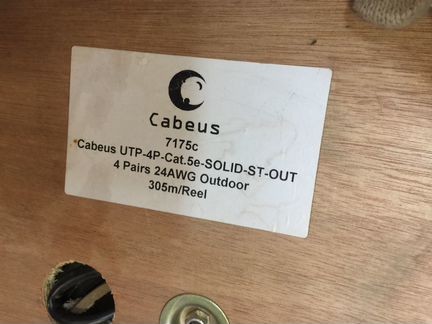 Cabeus
7175c
Cabeus UTP-4P-Cat.5e-SOLID-ST-OUT
4 Pairs 24AWG Outdoor
305m/Reel